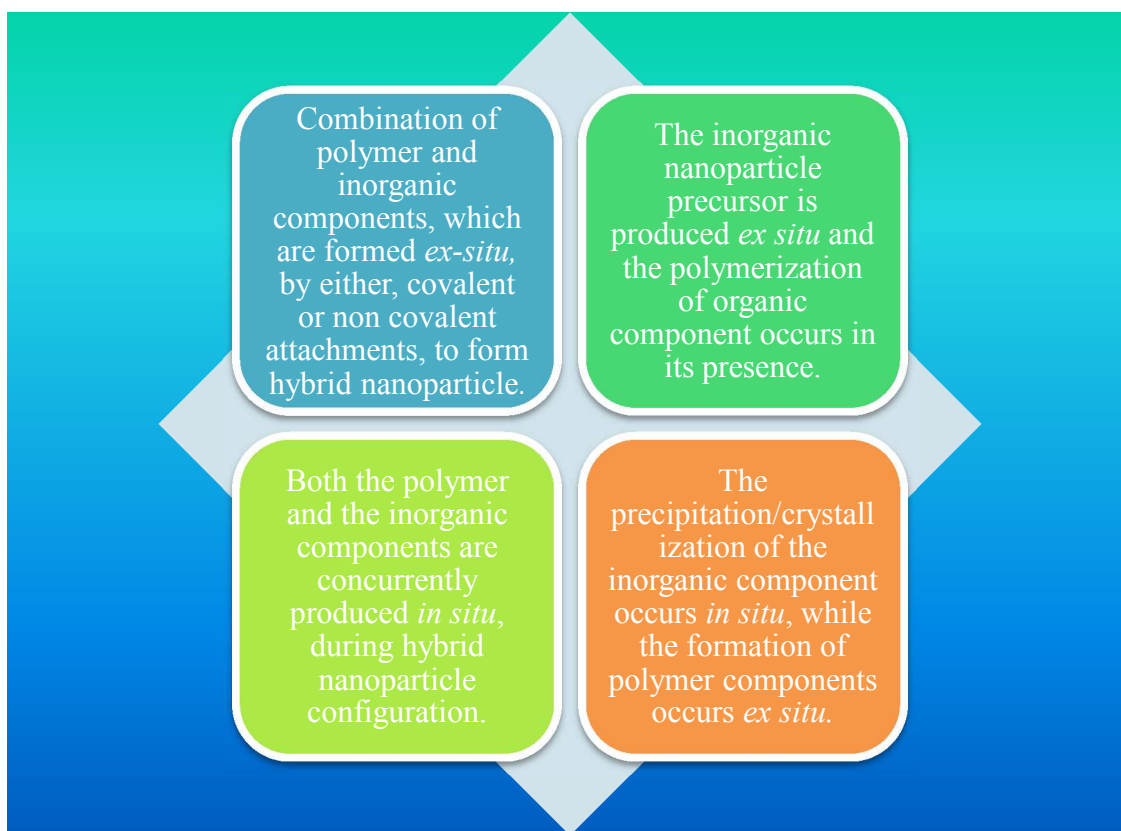 Combination of
polymer and
inorganic
components, which
are formed ex-situ,
by either, covalent
or non covalent
attachments, to form
hybrid nanoparticle.
The inorganic
nanoparticle
precursor is
produced ex situ and
the polymerization
of organic
component occurs in
its presence.
Both the polymer
and the inorganic
components are
concurrently
produced in situ,
during hybrid
nanoparticle
configuration.
The
precipitation/crystall
ization of the
inorganic component
occurs in situ, while
the formation of
polymer components
occurs ex situ.